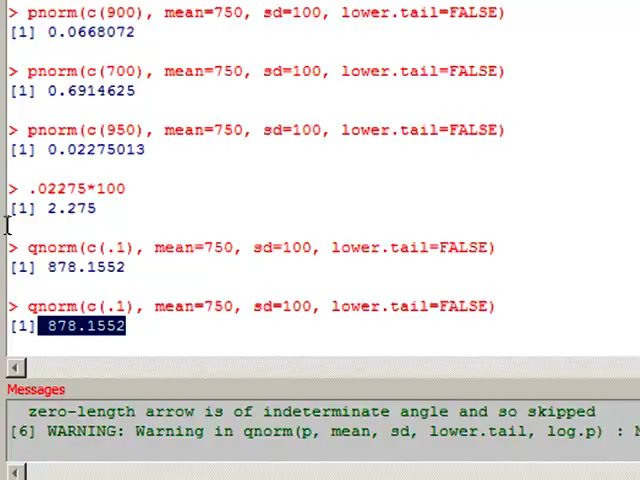 > pnorm(c(900), mean=750, sd=100, lower.tail=FALSE)
[1] 0.0668072
> pnorm(c(700), mean=750, sd=100, lower.tail=FALSE)
[1] 0.6914625
> pnorm(c(950), mean=750, sd=100, lower.tail=FALSE)
[1] 0.02275013
> .02275*100
[1] 2.275
> qnorm(c(.1), mean=750, sd=100, lower.tail=FALSE)
[1] 878.1552
> qnorm(c(.1), mean=750, sd=100, lower.tail=FALSE)
[1] 878.1552
Messages
zero-length arrow is of indeterminate angle and so skipped
[6] WARNING: Warning in qnorm(p, mean, sd, lower.tail, log.p) :